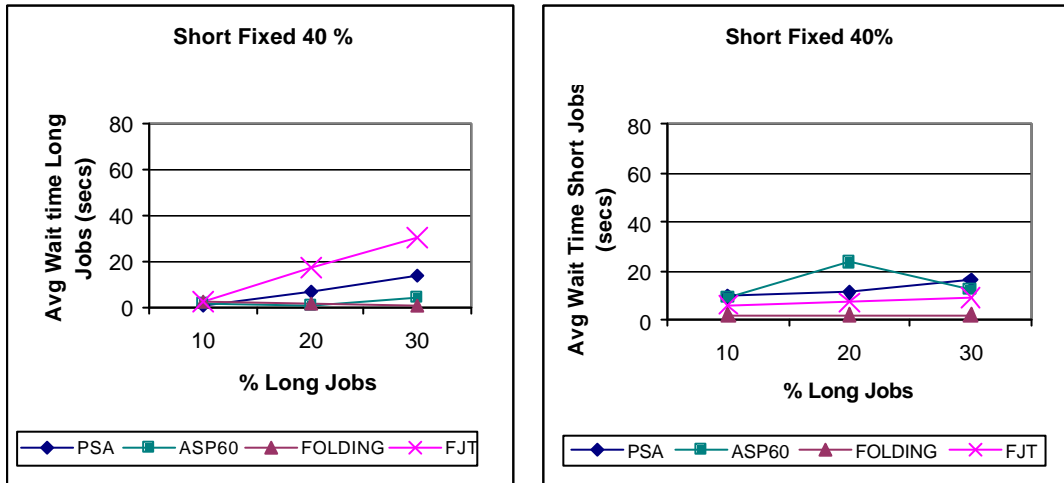 Short Fixed 40 %
Avg Wait time Long
Jobs (secs)
80
60
40
20
0
10 20 30
% Long Jobs
PSA ASP60 FOLDING FJT
Short Fixed 40%
Avg Wait Time Short Jobs
(secs)
80
60
40
20
0
10 20 30
% Long Jobs
PSA ASP60 FOLDING FJT